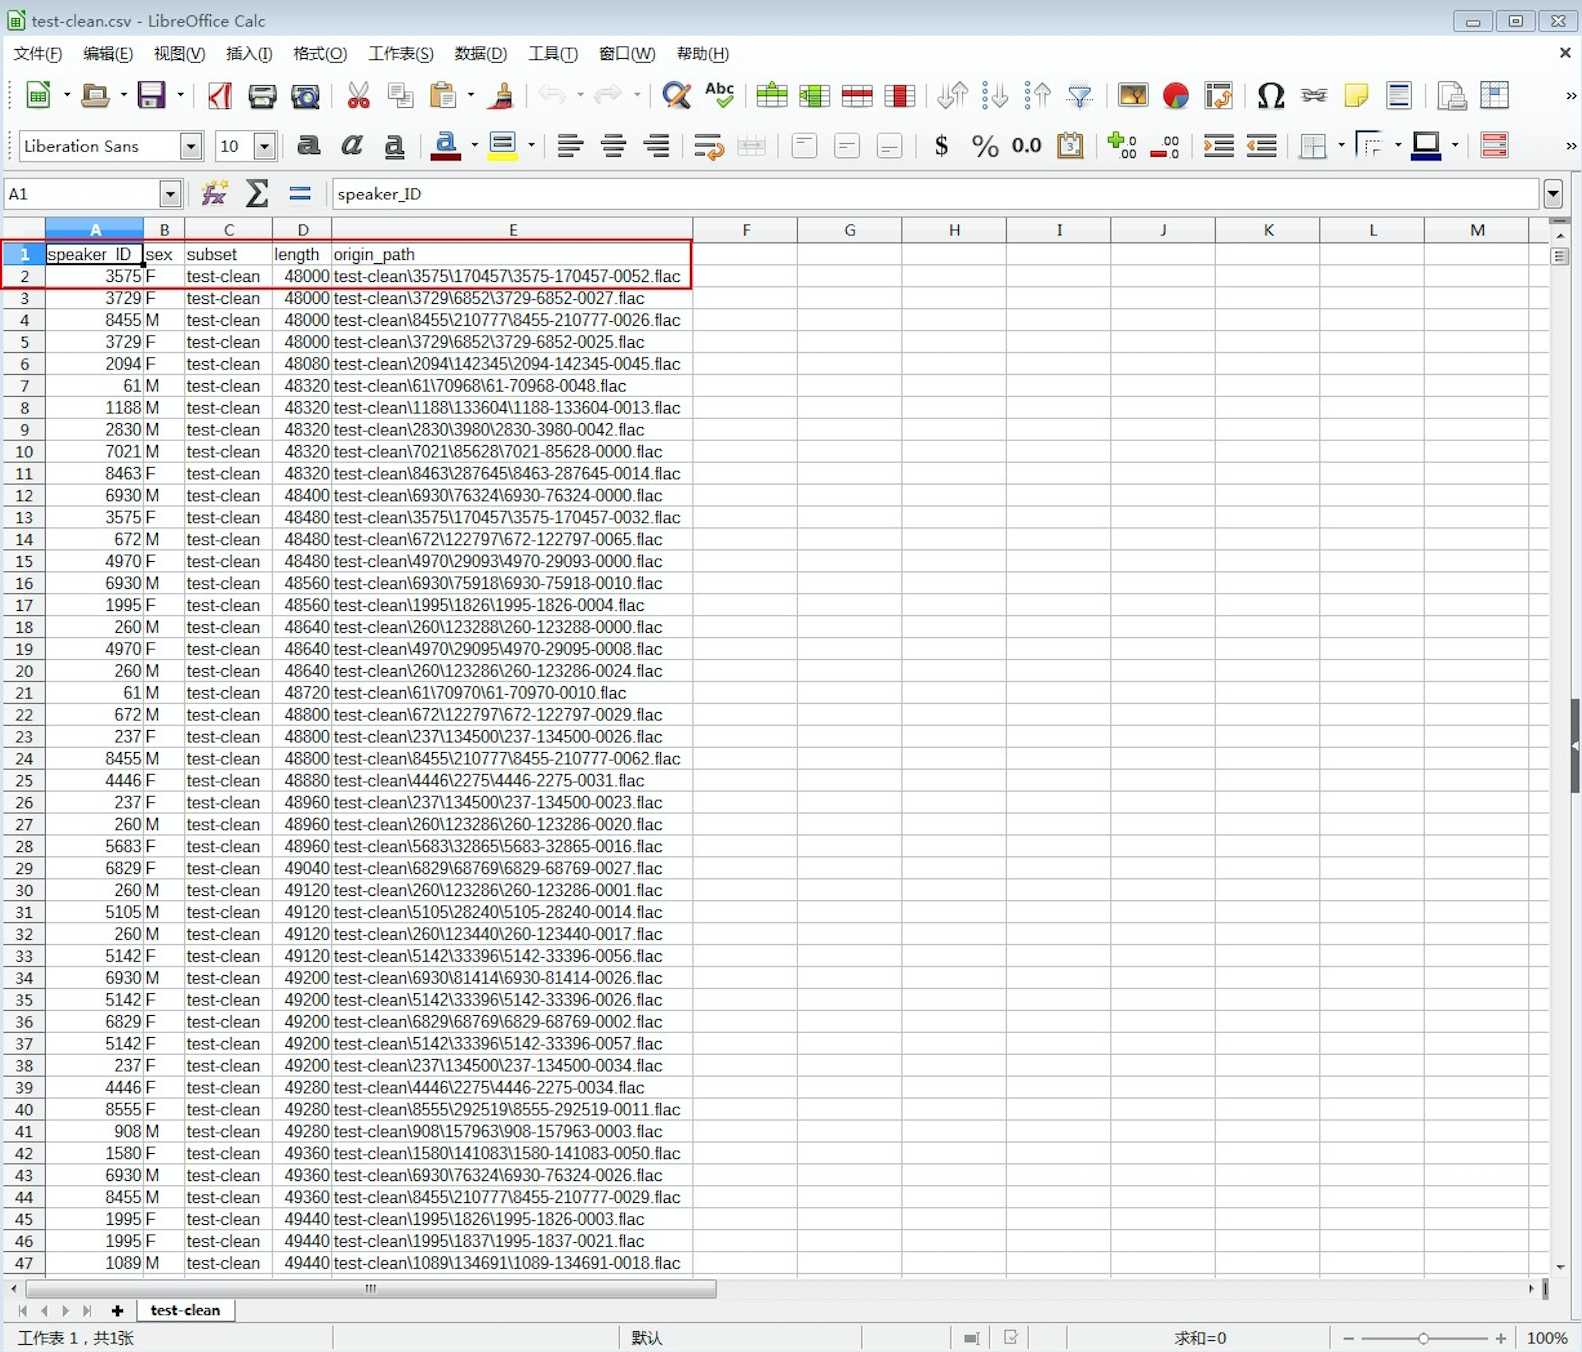 test-clean.csv - LibreOffice Calc
文件(F) 编辑(E) 视图(V) 插入(I) 格式(O) 工作表(S) 数据(D) 工具(T) 窗口(W) 帮助(H)
Abc
Liberation Sans 10 a a a a $ % 0.0 3 .00 .00
A1 fx Σ = speaker_ID
A B C D E F G H I J K L M
1 speaker_ID sex subset length origin_path
2 3575 F test-clean 48000 test-clean\3575\170457\3575-170457-0052.flac
3 3729 F test-clean 48000 test-clean\3729\6852\3729-6852-0027.flac
4 8455 M test-clean 48000 test-clean\8455\210777\8455-210777-0026.flac
5 3729 F test-clean 48000 test-clean\3729\6852\3729-6852-0025.flac
6 2094 F test-clean 48080 test-clean\2094\142345\2094-142345-0045.flac
7 61 M test-clean 48320 test-clean\61\70968\61-70968-0048.flac
8 1188 M test-clean 48320 test-clean\1188\133604\1188-133604-0013.flac
9 2830 M test-clean 48320 test-clean\2830\3980\2830-3980-0042.flac
10 7021 M test-clean 48320 test-clean\7021\85628\7021-85628-0000.flac
11 8463 F test-clean 48320 test-clean\8463\287645\8463-287645-0014.flac
12 6930 M test-clean 48400 test-clean\6930\76324\6930-76324-0000.flac
13 3575 F test-clean 48480 test-clean\3575\170457\3575-170457-0032.flac
14 672 M test-clean 48480 test-clean\672\122797\672-122797-0065.flac
15 4970 F test-clean 48480 test-clean\4970\29093\4970-29093-0000.flac
16 6930 M test-clean 48560 test-clean\6930\75918\6930-75918-0010.flac
17 1995 F test-clean 48560 test-clean\1995\1826\1995-1826-0004.flac
18 260 M test-clean 48640 test-clean\260\123288\260-123288-0000.flac
19 4970 F test-clean 48640 test-clean\4970\29095\4970-29095-0008.flac
20 260 M test-clean 48640 test-clean\260\123286\260-123286-0024.flac
21 61 M test-clean 48720 test-clean\61\70970\61-70970-0010.flac
22 672 M test-clean 48800 test-clean\672\122797\672-122797-0029.flac
23 237 F test-clean 48800 test-clean\237\134500\237-134500-0026.flac
24 8455 M test-clean 48800 test-clean\8455\210777\8455-210777-0062.flac
25 4446 F test-clean 48880 test-clean\4446\2275\4446-2275-0031.flac
26 237 F test-clean 48960 test-clean\237\134500\237-134500-0023.flac
27 260 M test-clean 48960 test-clean\260\123286\260-123286-0020.flac
28 5683 F test-clean 48960 test-clean\5683\32865\5683-32865-0016.flac
29 6829 F test-clean 49040 test-clean\6829\68769\6829-68769-0027.flac
30 260 M test-clean 49120 test-clean\260\123286\260-123286-0001.flac
31 5105 M test-clean 49120 test-clean\5105\28240\5105-28240-0014.flac
32 260 M test-clean 49120 test-clean\260\123440\260-123440-0017.flac
33 5142 F test-clean 49120 test-clean\5142\33396\5142-33396-0056.flac
34 6930 M test-clean 49200 test-clean\6930\81414\6930-81414-0026.flac
35 5142 F test-clean 49200 test-clean\5142\33396\5142-33396-0026.flac
36 6829 F test-clean 49200 test-clean\6829\68769\6829-68769-0002.flac
37 5142 F test-clean 49200 test-clean\5142\33396\5142-33396-0057.flac
38 237 F test-clean 49200 test-clean\237\134500\237-134500-0034.flac
39 4446 F test-clean 49280 test-clean\4446\2275\4446-2275-0034.flac
40 8555 F test-clean 49280 test-clean\8555\292519\8555-292519-0011.flac
41 908 M test-clean 49280 test-clean\908\157963\908-157963-0003.flac
42 1580 F test-clean 49360 test-clean\1580\141083\1580-141083-0050.flac
43 6930 M test-clean 49360 test-clean\6930\76324\6930-76324-0026.flac
44 8455 M test-clean 49360 test-clean\8455\210777\8455-210777-0029.flac
45 1995 F test-clean 49440 test-clean\1995\1826\1995-1826-0003.flac
46 1995 F test-clean 49440 test-clean\1995\1837\1995-1837-0021.flac
47 1089 M test-clean 49440 test-clean\1089\134691\1089-134691-0018.flac
test-clean
工作表 1，共1张 默认 求和=0 100%